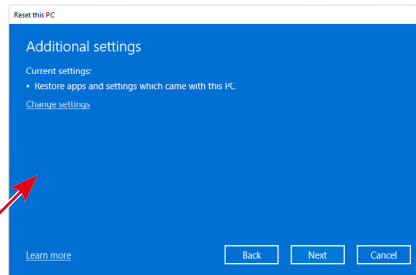 Reset this PC
Additional settings
Current settings:
• Restore apps and settings which came with this PC
Change settings
Learn more
Back
Next
Cancel